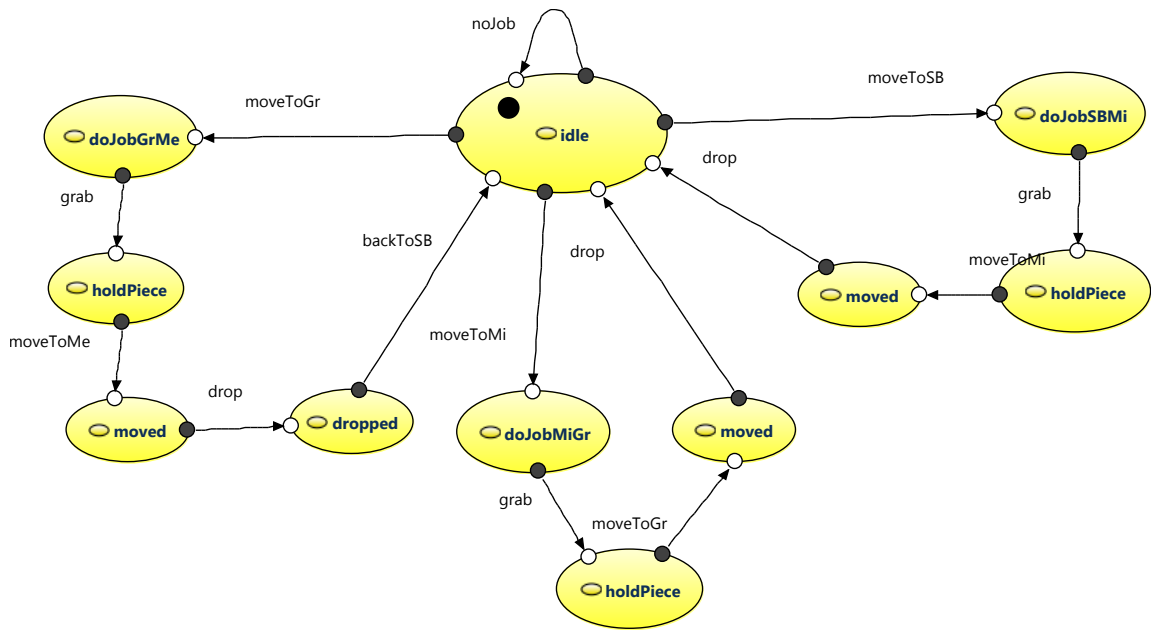 noJob
moveToSB
moveToGr
doJobSBMi
idle
doJobGrMe
drop
grab
grab
backToSB
drop
moveToMi
holdPiece
moved
holdPiece
moveToMe
moveToMi
drop
moved
dropped
doJobMiGr
moved
grab
moveToGr
holdPiece